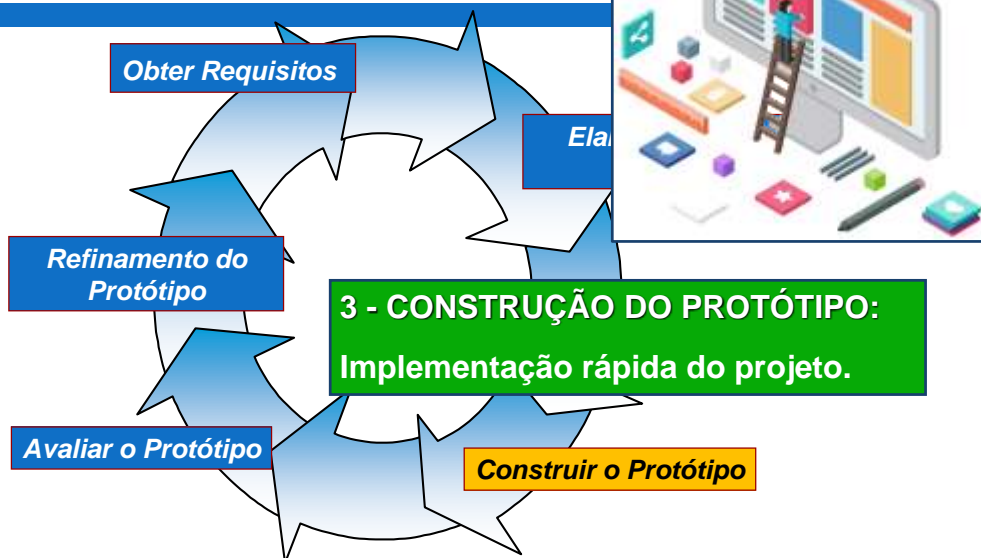 Obter Requisitos
Refinamento do
Protótipo
3 - CONSTRUÇÃO DO PROTÓTIPO:
Implementação rápida do projeto.
Avaliar o Protótipo
Construir o Protótipo